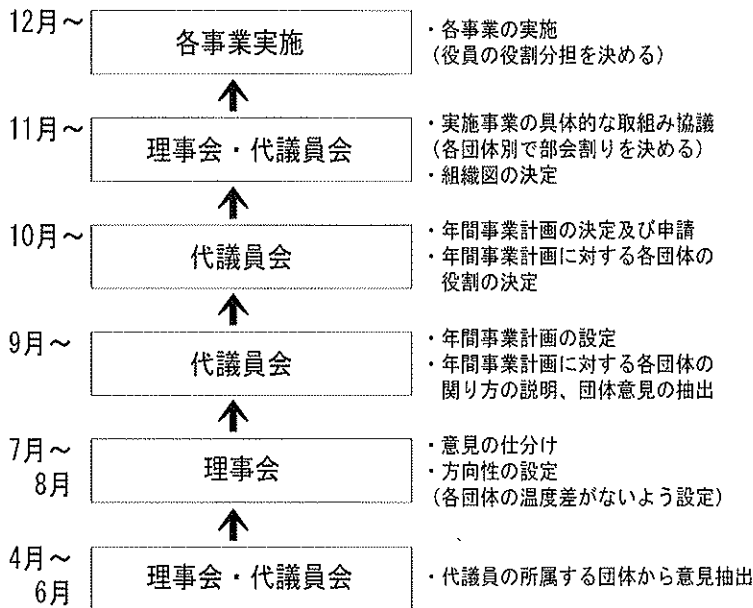 12月～
各事業実施
・各事業の実施
(役員の役割分担を決める)
11月～
理事会・代議員会
・実施事業の具体的な取組み協議
(各団体別で部会割りを決める)
・組織図の決定
10月～
代議員会
・年間事業計画の決定及び申請
・年間事業計画に対する各団体の
役割の決定
9月～
代議員会
・年間事業計画の設定
・年間事業計画に対する各団体の
関り方の説明、団体意見の抽出
7月～
8月
理事会
・意見の仕分け
・方向性の設定
(各団体の温度差がないよう設定)
4月～
6月
理事会・代議員会
・代議員の所属する団体から意見抽出